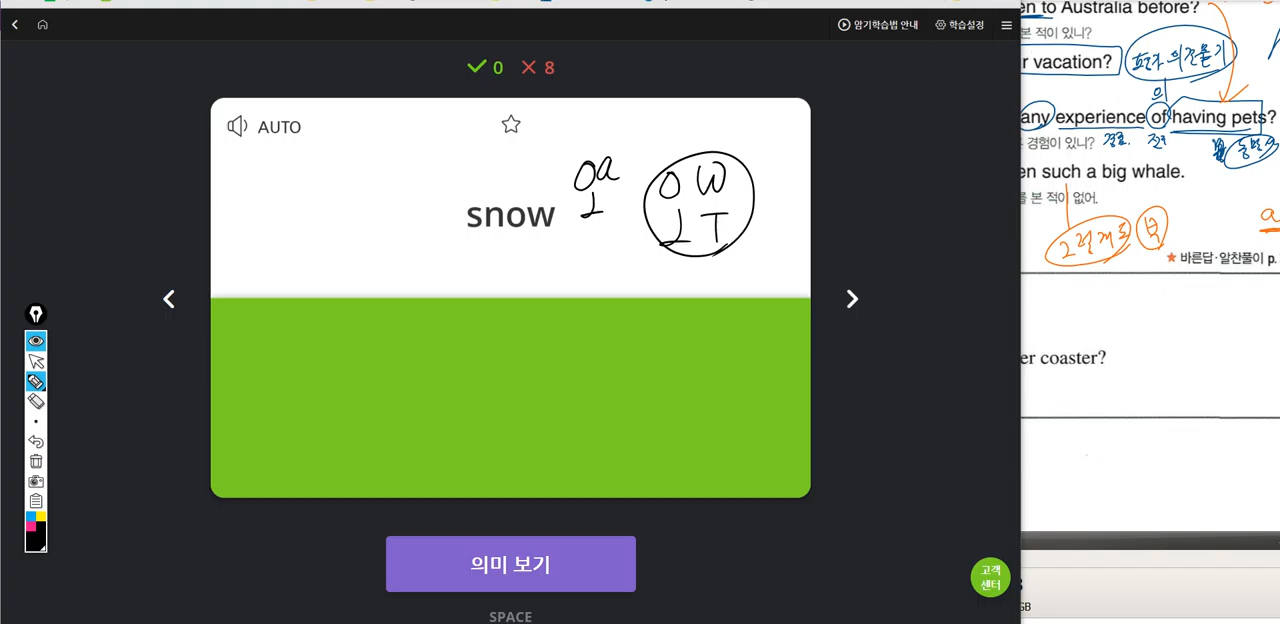 암기학습법 안내 학습설정
0 8
AUTO
snow
oa
ow
의미 보기
SPACE
고객
센터
en to Australia before?
본 적이 있니?
r vacation?
any experience of having pets?
경험이 있니?
en such a big whale.
를 본 적이 없어.
★ 바른답·알찬풀이 p.
er coaster?
GB